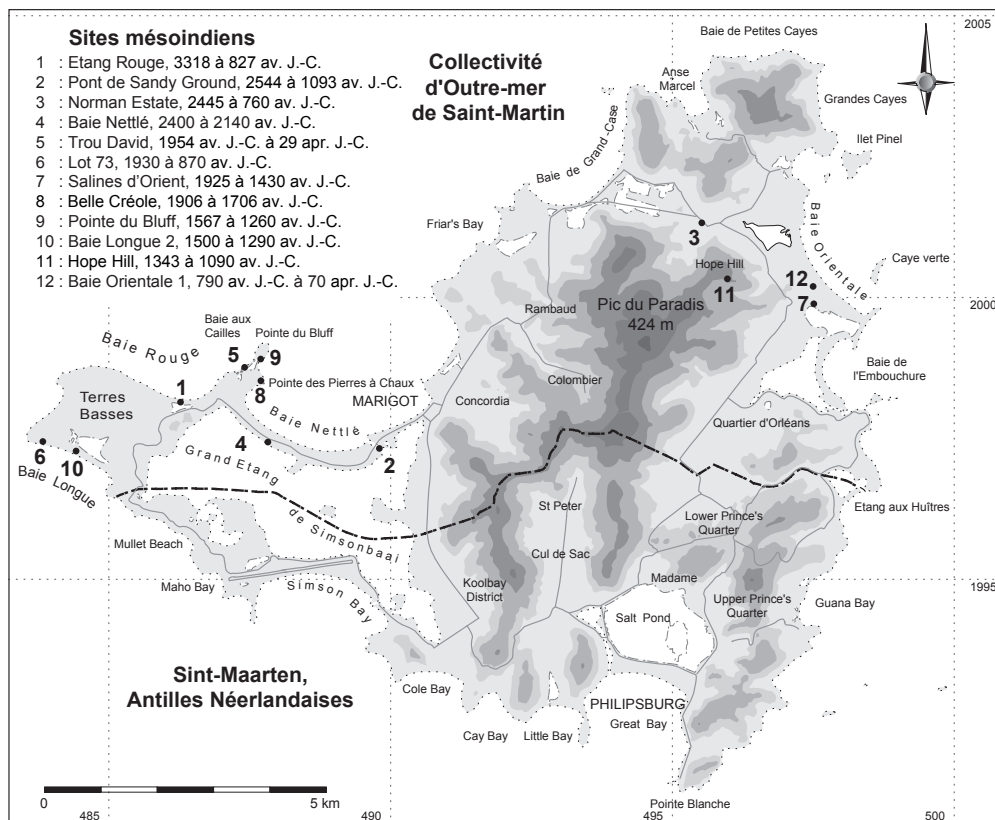 Sites mésoindiens
1 : Etang Rouge, 3318 à 827 av. J.-C.
2 : Pont de Sandy Ground, 2544 à 1093 av. J.-C.
3 : Norman Estate, 2445 à 760 av. J.-C.
4 : Baie Nettlé, 2400 à 2140 av. J.-C.
5 : Trou David, 1954 av. J.-C. à 29 apr. J.-C.
6 : Lot 73, 1930 à 870 av. J.-C.
7 : Salines d'Orient, 1925 à 1430 av. J.-C.
8 : Belle Créole, 1906 à 1706 av. J.-C.
9 : Pointe du Bluff, 1567 à 1260 av. J.-C.
10 : Baie Longue 2, 1500 à 1290 av. J.-C.
11 : Hope Hill, 1343 à 1090 av. J.-C.
12 : Baie Orientale 1, 790 av. J.-C. à 70 apr. J.-C.
Collectivité
d'Outre-mer
de Saint-Martin
2005
Baie de Petites Cayes
Anse
Marcel
Grandes Cayes
Ilet Pinel
Baie de Grand-Case
Friar's Bay
3
Baie Orientale
Caye verte
Hope Hill
11
12
7
2000
Rambaud
Pic du Paradis
424 m
Baie aux
Cailles
Pointe du Bluff
Baie Rouge
5
9
8
Pointe des Pierres à Chaux
Colombier
Baie de
l'Embouchure
1
Terres
Basses
MARIGOT
Concordia
Baie Nettlé
Quartier d'Orléans
4
2
6
10
Baie Longue
Grand Etang
de Simsonbaai
St Peter
Lower Prince's
Quarter
Etang aux Huîtres
Mullet Beach
Cul de Sac
Maho Bay
Simson Bay
Koolbay
District
Madame
1995
Upper Prince's
Quarter
Guana Bay
Salt Pond
Sint-Maarten,
Antilles Néerlandaises
Cole Bay
PHILIPSBURG
Great Bay
Cay Bay
Little Bay
0
5 km
Pointe Blanche
485
490
495
500